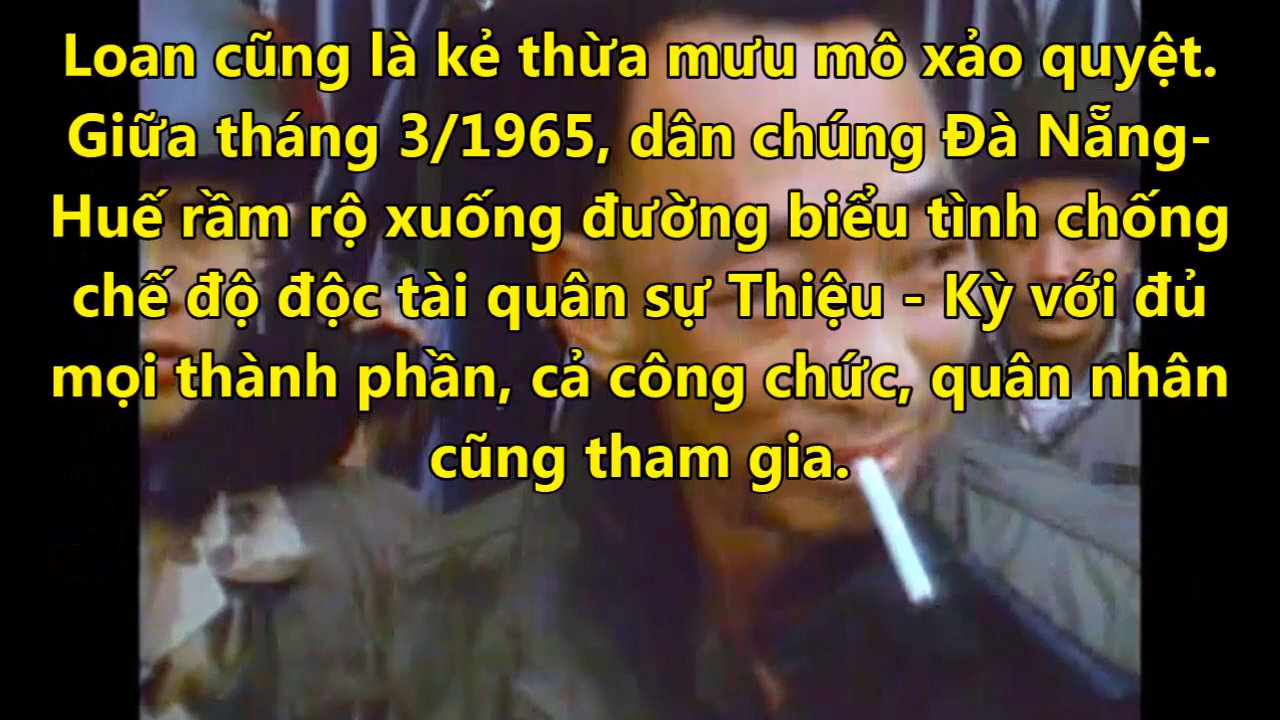 Loan cũng là kẻ thừa mưu mô xảo quyệt.
Giữa tháng 3/1965, dân chúng Đà Nẵng-
Huế rầm rộ xuống đường biểu tình chống
chế độ độc tài quân sự Thiệu - Kỳ với đủ
mọi thành phần, cả công chức, quân nhân
cũng tham gia.